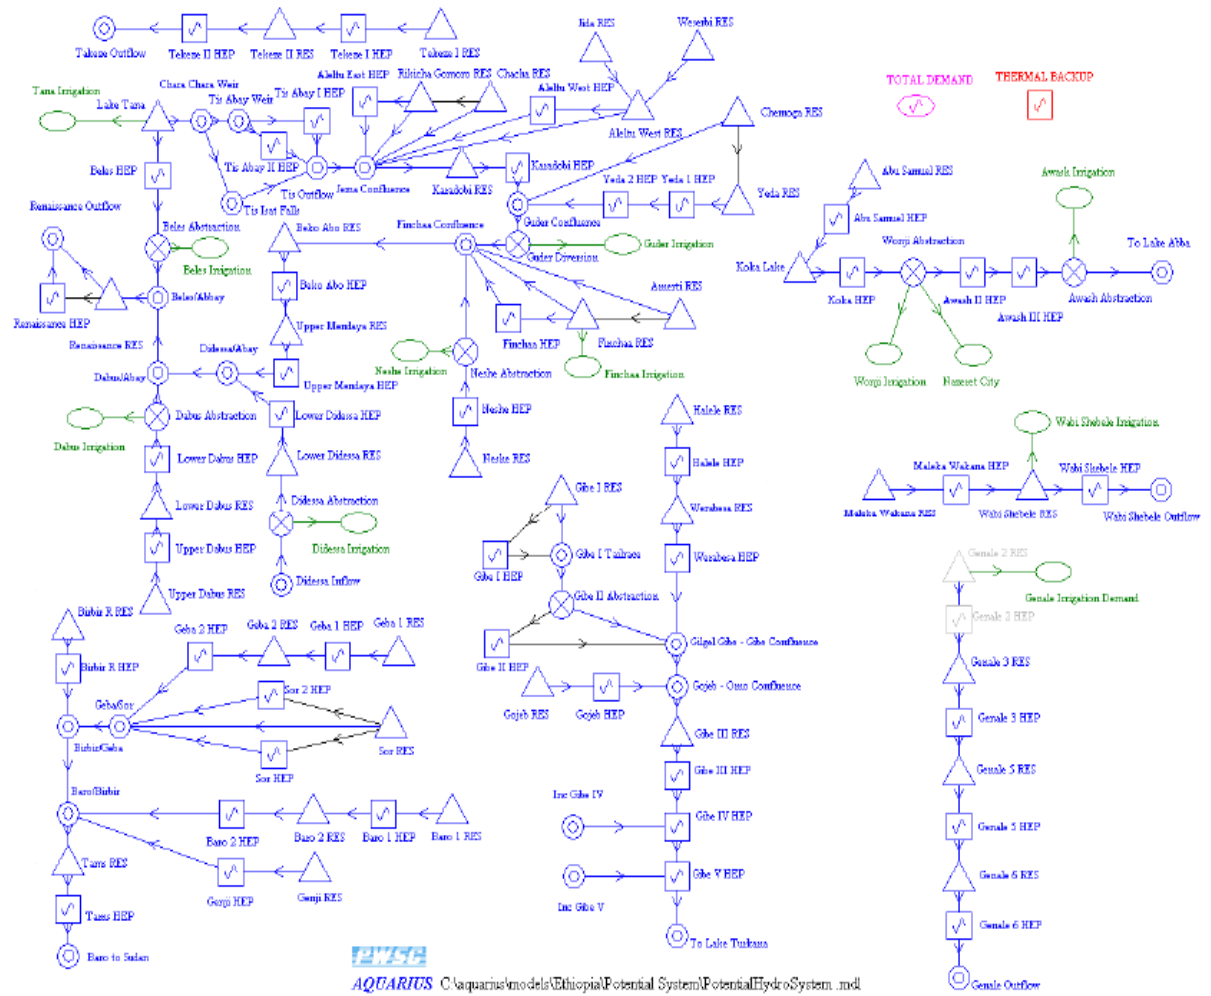 Jida RES
Weserbi RES
Takeze Outflow
Tekeze II HEP
Tekeze II RES
Tekeze I HEP
Tekeze I RES
TOTAL DEMAND
THERMAL BACKUP
Aleltu East HEP
Rikicha Gomoro RES
Chacha RES
Aleltu West HEP
Tana Irrigation
Chara Chara Weir
Tis Abay Weir
Tis Abay I HEP
Lake Tana
Chemoga RES
Aleltu West RES
Beles HEP
Tis Abay II HEP
Karadobi HEP
Tis Outflow
Jema Confluence
Karadobi RES
Yeda 2 HEP
Yeda 1 HEP
Yeda RES
Abu Samuel RES
Awash Irrigation
Renaissance Outflow
Tis Isat Falls
Abu Samuel HEP
Beles Abstraction
Beko Abo RES
Finchaa Confluence
Guder Confluence
Guder Diversion
Guder Irrigation
Wonji Abstraction
To Lake Abba
Beles Irrigation
Koka Lake
Koka HEP
Awash II HEP
Awash III HEP
Awash Abstraction
Beko Abo HEP
Amerti RES
Beles/Abbay
Renaissance HEP
Renaissance RES
Upper Mendaya RES
Finchaa HEP
Finchaa RES
Didessa/Abay
Dabus/Abay
Upper Mendaya HEP
Neshe Irrigation
Neshe Abstraction
Finchaa Irrigation
Wonji Irrigation
Nazeret City
Dabus Abstraction
Dabus Irrigation
Lower Didessa HEP
Neshe HEP
Halele RES
Wabi Shebele Irrigation
Lower Dabus HEP
Lower Didessa RES
Neshe RES
Halele HEP
Maleka Wakana HEP
Wabi Shebele HEP
Lower Dabus RES
Didessa Abstraction
Gibe I RES
Werabesa RES
Maleka Wakana RES
Wabi Shebele RES
Wabi Shebele Outflow
Upper Dabus HEP
Didessa Irrigation
Gibe I Tailrace
Gibe I HEP
Werabesa HEP
Genale 2 RES
Didessa Inflow
Upper Dabus RES
Gibe II Abstraction
Genale Irrigation Demand
Genale 2 HEP
Birbir R RES
Geba 2 HEP
Geba 2 RES
Geba 1 HEP
Geba 1 RES
Gilgel Gibe - Gibe Confluence
Gibe II HEP
Birbir R HEP
Genale 3 RES
Sor 2 HEP
Gojeb - Omo Confluence
Gojeb RES
Gojeb HEP
Geba/Sor
Birbir/Geba
Sor HEP
Sor RES
Gibe III RES
Genale 3 HEP
Gibe III HEP
Genale 5 RES
Baro/Birbir
Inc Gibe IV
Gibe IV HEP
Genale 5 HEP
Baro 2 HEP
Baro 2 RES
Baro 1 HEP
Baro 1 RES
Tams RES
Genji HEP
Genji RES
Gibe V HEP
Genale 6 RES
Inc Gibe V
Tams HEP
Genale 6 HEP
Baro to Sudan
To Lake Turkana
PWSC
AQUARIUS C:\aquarius\models\Ethiopia\Potential System\PotentialHydroSystem .mdl
Genale Outflow